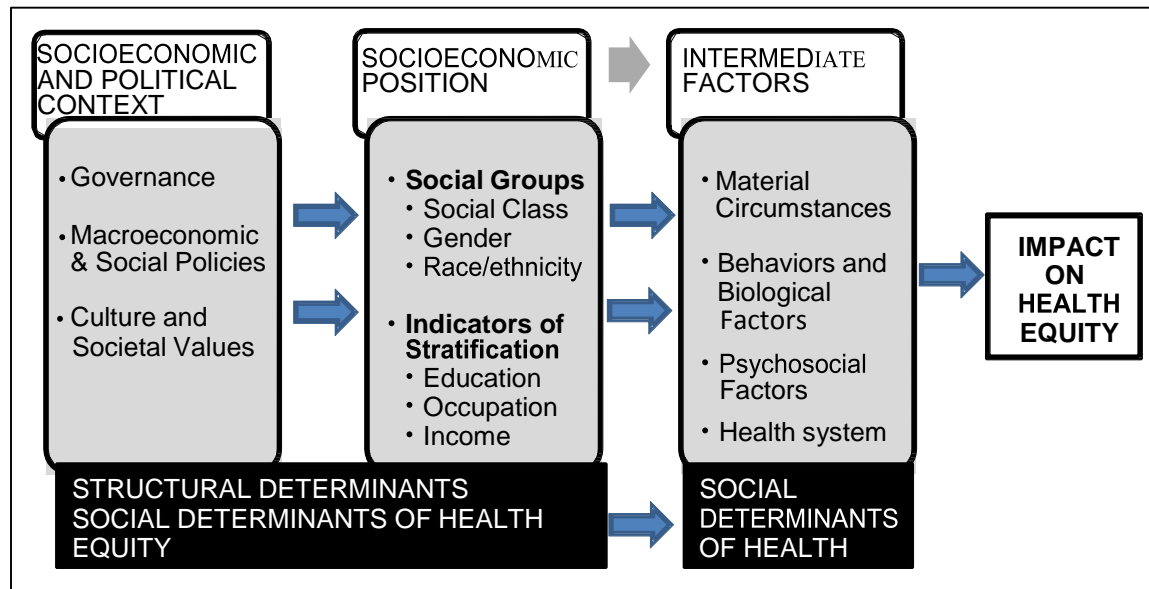 SOCIOECONOMIC
AND POLITICAL
CONTEXT
• Governance
• Macroeconomic
& Social Policies
• Culture and
Societal Values
SOCIOECONOMIC
POSITION
• Social Groups
• Social Class
• Gender
• Race/ethnicity
• Indicators of
Stratification
• Education
• Occupation
• Income
INTERMEDIATE
FACTORS
• Material
Circumstances
• Behaviors and
Biological
Factors
• Psychosocial
Factors
• Health system
IMPACT
ON
HEALTH
EQUITY
STRUCTURAL DETERMINANTS
SOCIAL DETERMINANTS OF HEALTH
EQUITY
SOCIAL
DETERMINANTS
OF HEALTH